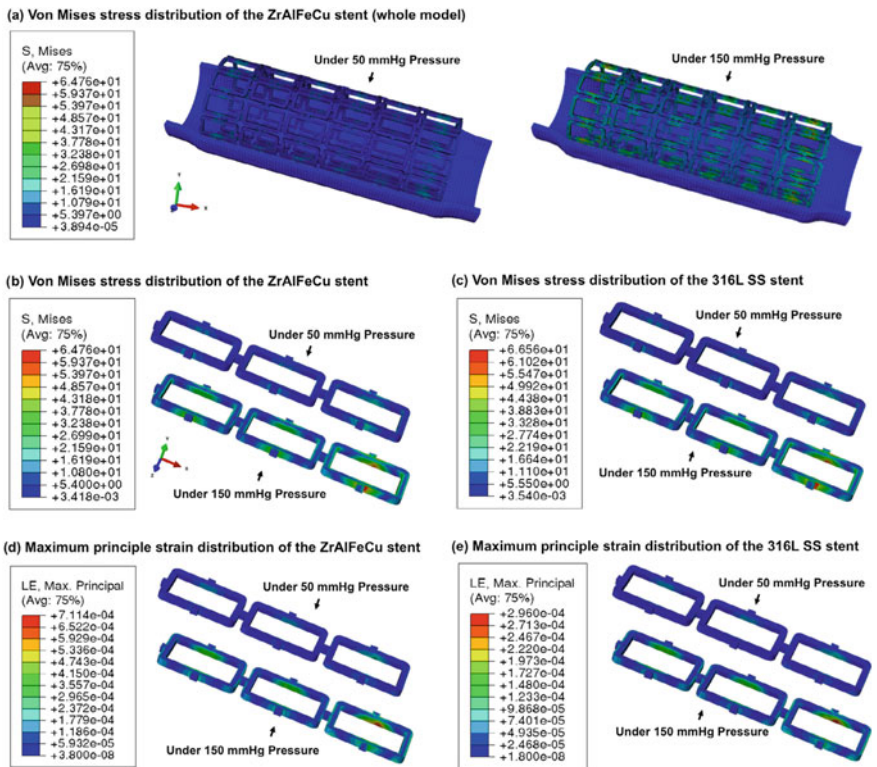 (a) Von Mises stress distribution of the ZrAlFeCu stent (whole model)
S, Mises
(Avg: 75%)
+6.476e+01
+5.937e+01
+5.397e+01
+4.857e+01
+4.317e+01
+3.778e+01
+3.238e+01
+2.698e+01
+2.159e+01
+1.619e+01
+1.079e+01
+5.397e+00
+3.894e-05
Under 50 mmHg Pressure
Under 150 mmHg Pressure
Y
X
(b) Von Mises stress distribution of the ZrAlFeCu stent
S, Mises
(Avg: 75%)
+6.476e+01
+5.937e+01
+5.397e+01
+4.857e+01
+4.318e+01
+3.778e+01
+3.238e+01
+2.699e+01
+2.159e+01
+1.619e+01
+1.080e+01
+5.400e+00
+3.418e-03
Under 50 mmHg Pressure
Under 150 mmHg Pressure
Y
X
Z
(c) Von Mises stress distribution of the 316L SS stent
S, Mises
(Avg: 75%)
+6.656e+01
+6.102e+01
+5.547e+01
+4.992e+01
+4.438e+01
+3.883e+01
+3.328e+01
+2.774e+01
+2.219e+01
+1.664e+01
+1.110e+01
+5.550e+00
+3.540e-03
Under 50 mmHg Pressure
Under 150 mmHg Pressure
(d) Maximum principle strain distribution of the ZrAlFeCu stent
LE, Max. Principal
(Avg: 75%)
+7.114e-04
+6.522e-04
+5.929e-04
+5.336e-04
+4.743e-04
+4.150e-04
+3.557e-04
+2.965e-04
+2.372e-04
+1.779e-04
+1.186e-04
+5.932e-05
+3.800e-08
Under 50 mmHg Pressure
Under 150 mmHg Pressure
(e) Maximum principle strain distribution of the 316L SS stent
LE, Max. Principal
(Avg: 75%)
+2.960e-04
+2.713e-04
+2.467e-04
+2.220e-04
+1.973e-04
+1.727e-04
+1.480e-04
+1.233e-04
+9.868e-05
+7.401e-05
+4.935e-05
+2.468e-05
+1.800e-08
Under 50 mmHg Pressure
Under 150 mmHg Pressure